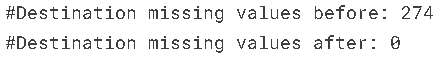 #Destination missing values before: 274
#Destination missing values after: 0